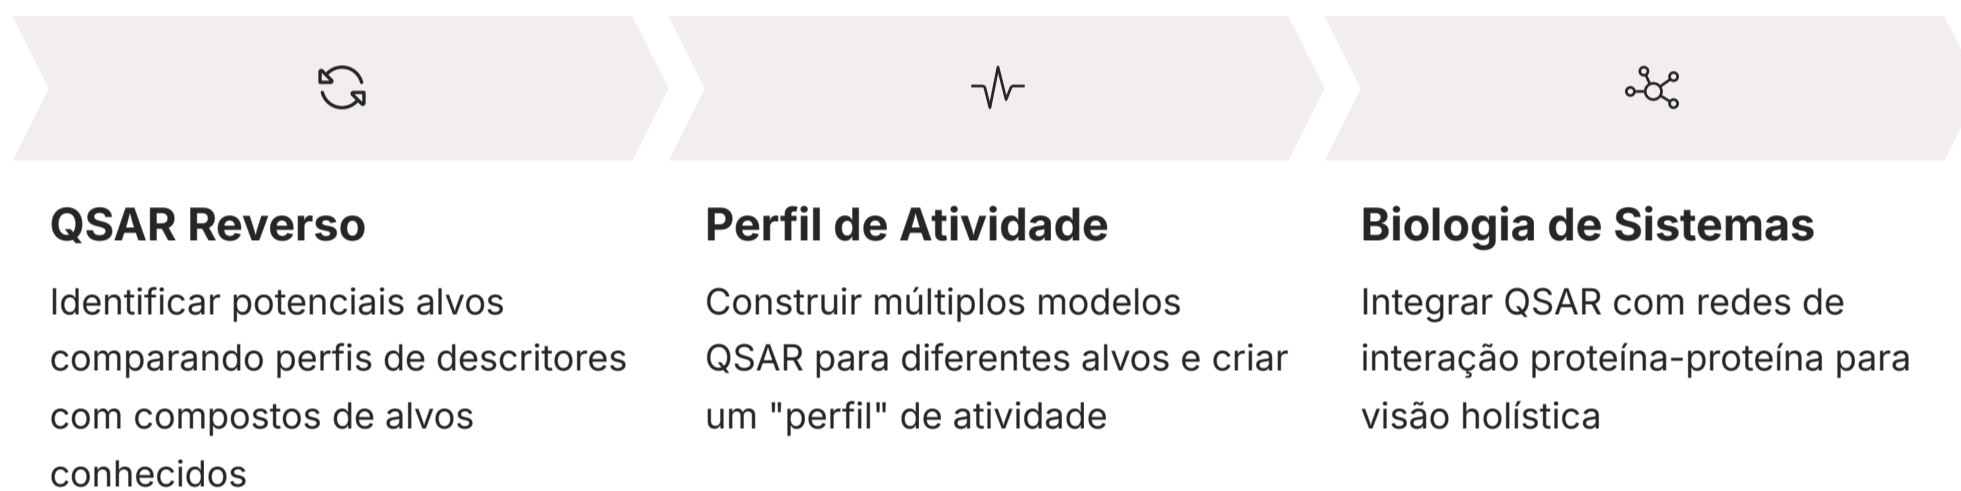 QSAR Reverso
Identificar potenciais alvos
comparando perfis de descritores
com compostos de alvos
conhecidos
Perfil de Atividade
Construir múltiplos modelos
QSAR para diferentes alvos e criar
um "perfil" de atividade
Biologia de Sistemas
Integrar QSAR com redes de
interação proteína-proteína para
visão holística